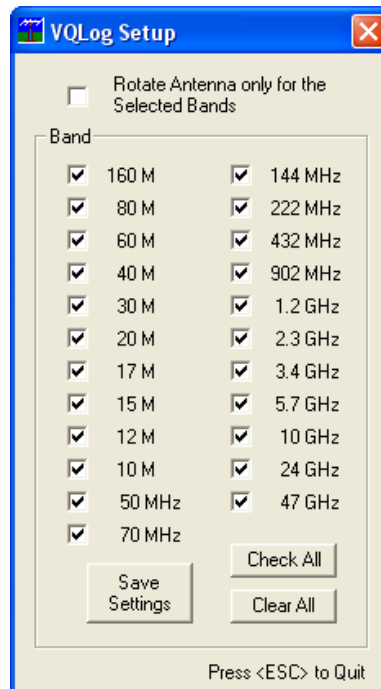 VQLog Setup
Rotate Antenna only for the
Selected Bands
Band
160 M
80 M
60 M
40 M
30 M
20 M
17 M
15 M
12 M
10 M
50 MHz
70 MHz
144 MHz
222 MHz
432 MHz
902 MHz
1.2 GHz
2.3 GHz
3.4 GHz
5.7 GHz
10 GHz
24 GHz
47 GHz
Save
Settings
Check All
Clear All
Press <ESC> to Quit